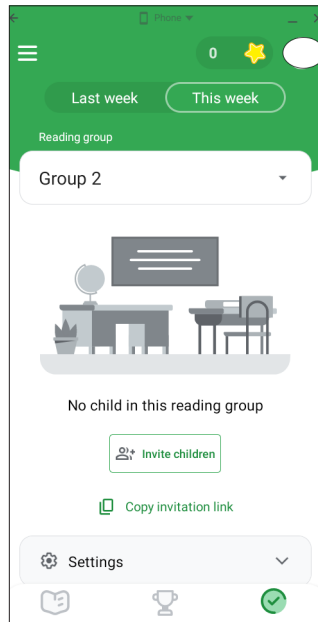 Phone
0
Last week
This week
Reading group
Group 2
No child in this reading group
Invite children
Copy invitation link
Settings